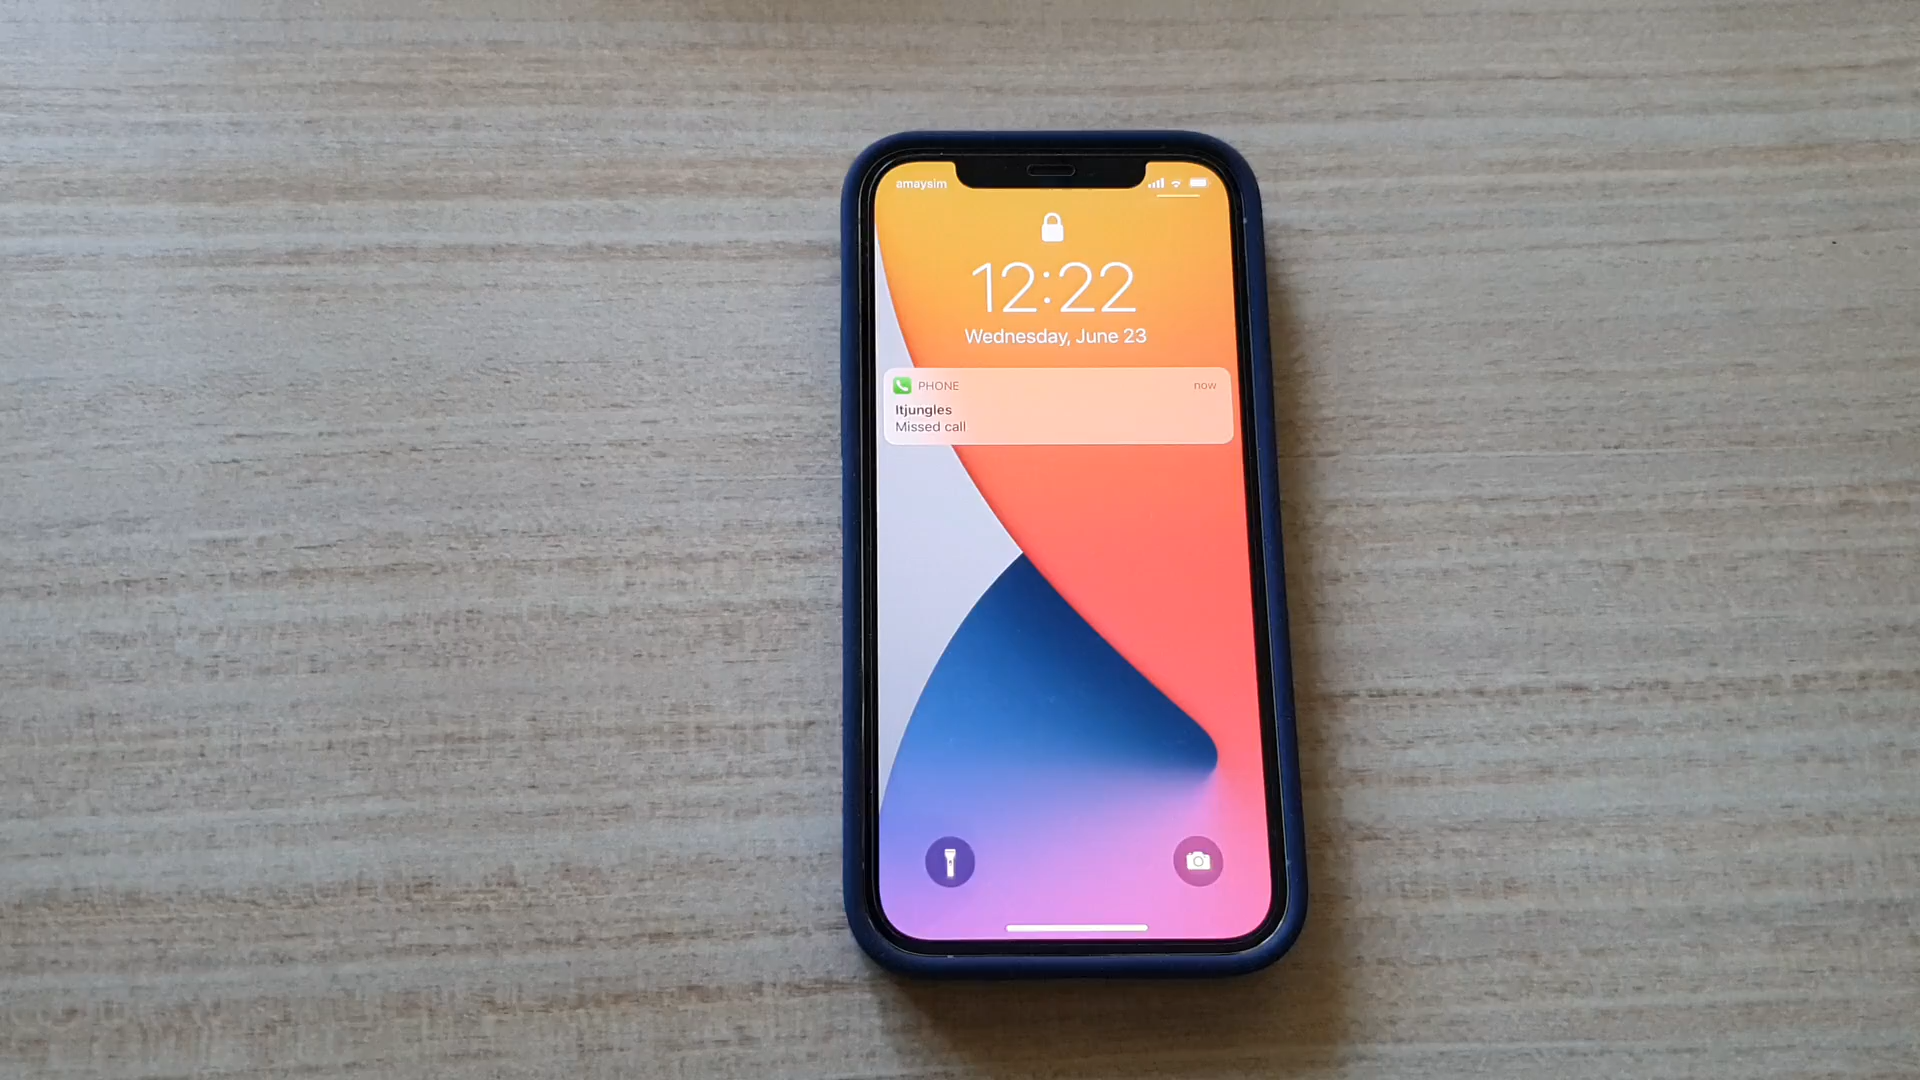 amaysim
12:22
Wednesday, June 23
PHONE now
Itjungles
Missed call